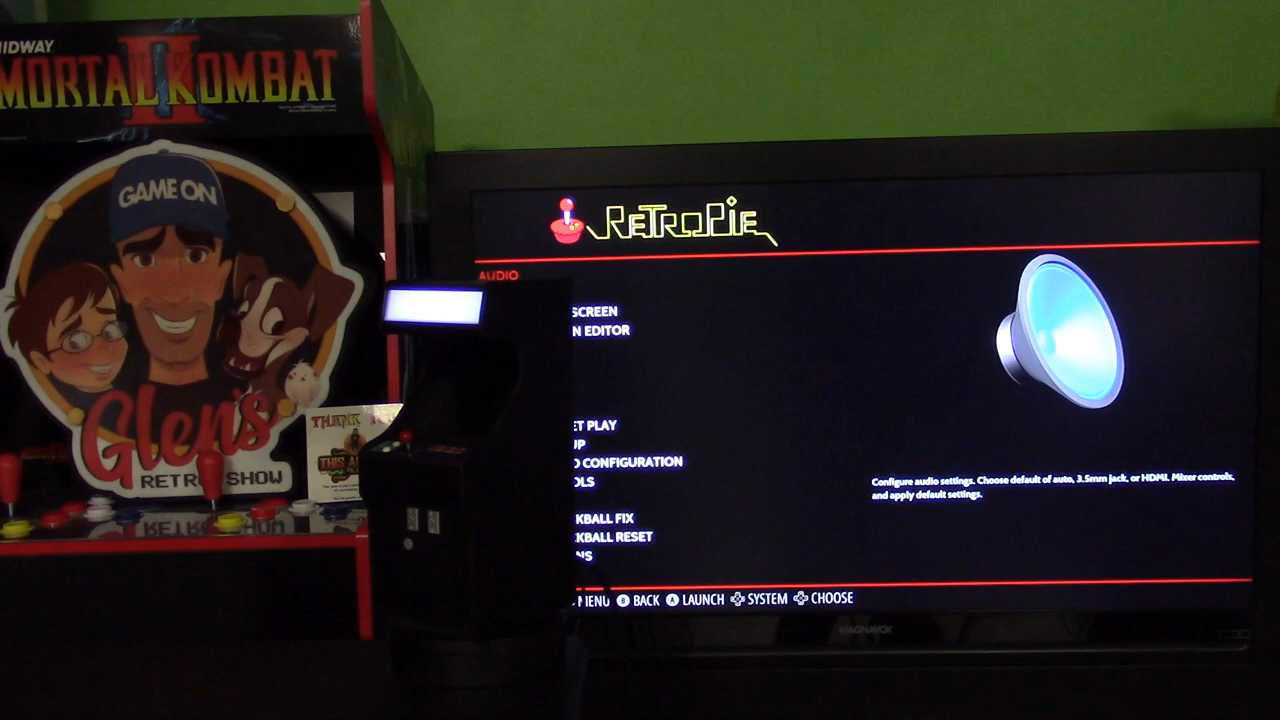 MIDWAY
MORTAL KOMBAT
II
GAME ON
Glen's
RETRO SHOW
THANK
THIS
RETROPIE
AUDIO
SCREEN
N EDITOR
ET PLAY
UP
O CONFIGURATION
OLS
KBALL FIX
KBALL RESET
NS
Configure audio settings. Choose default of auto, 3.5mm jack, or HDMI. Mixer controls,
and apply default settings.
MENU B BACK A LAUNCH SYSTEM CHOOSE
MAGNAVOX